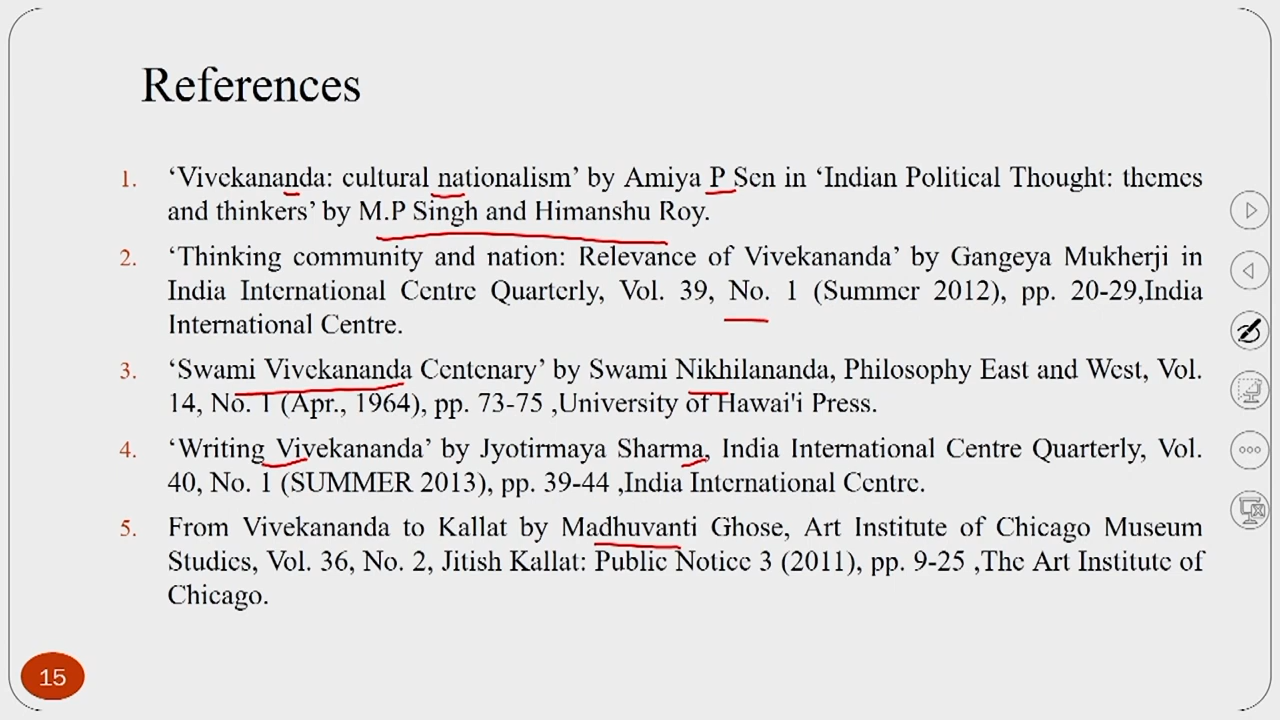 References
1. ‘Vivekananda: cultural nationalism’ by Amiya P Sen in ‘Indian Political Thought: themes
and thinkers’ by M.P Singh and Himanshu Roy.
2. ‘Thinking community and nation: Relevance of Vivekananda’ by Gangeya Mukherji in
India International Centre Quarterly, Vol. 39, No. 1 (Summer 2012), pp. 20-29,India
International Centre.
3. ‘Swami Vivekananda Centenary’ by Swami Nikhilananda, Philosophy East and West, Vol.
14, No. 1 (Apr., 1964), pp. 73-75 ,University of Hawai'i Press.
4. ‘Writing Vivekananda’ by Jyotirmaya Sharma, India International Centre Quarterly, Vol.
40, No. 1 (SUMMER 2013), pp. 39-44 ,India International Centre.
5. From Vivekananda to Kallat by Madhuvanti Ghose, Art Institute of Chicago Museum
Studies, Vol. 36, No. 2, Jitish Kallat: Public Notice 3 (2011), pp. 9-25 ,The Art Institute of
Chicago.
15